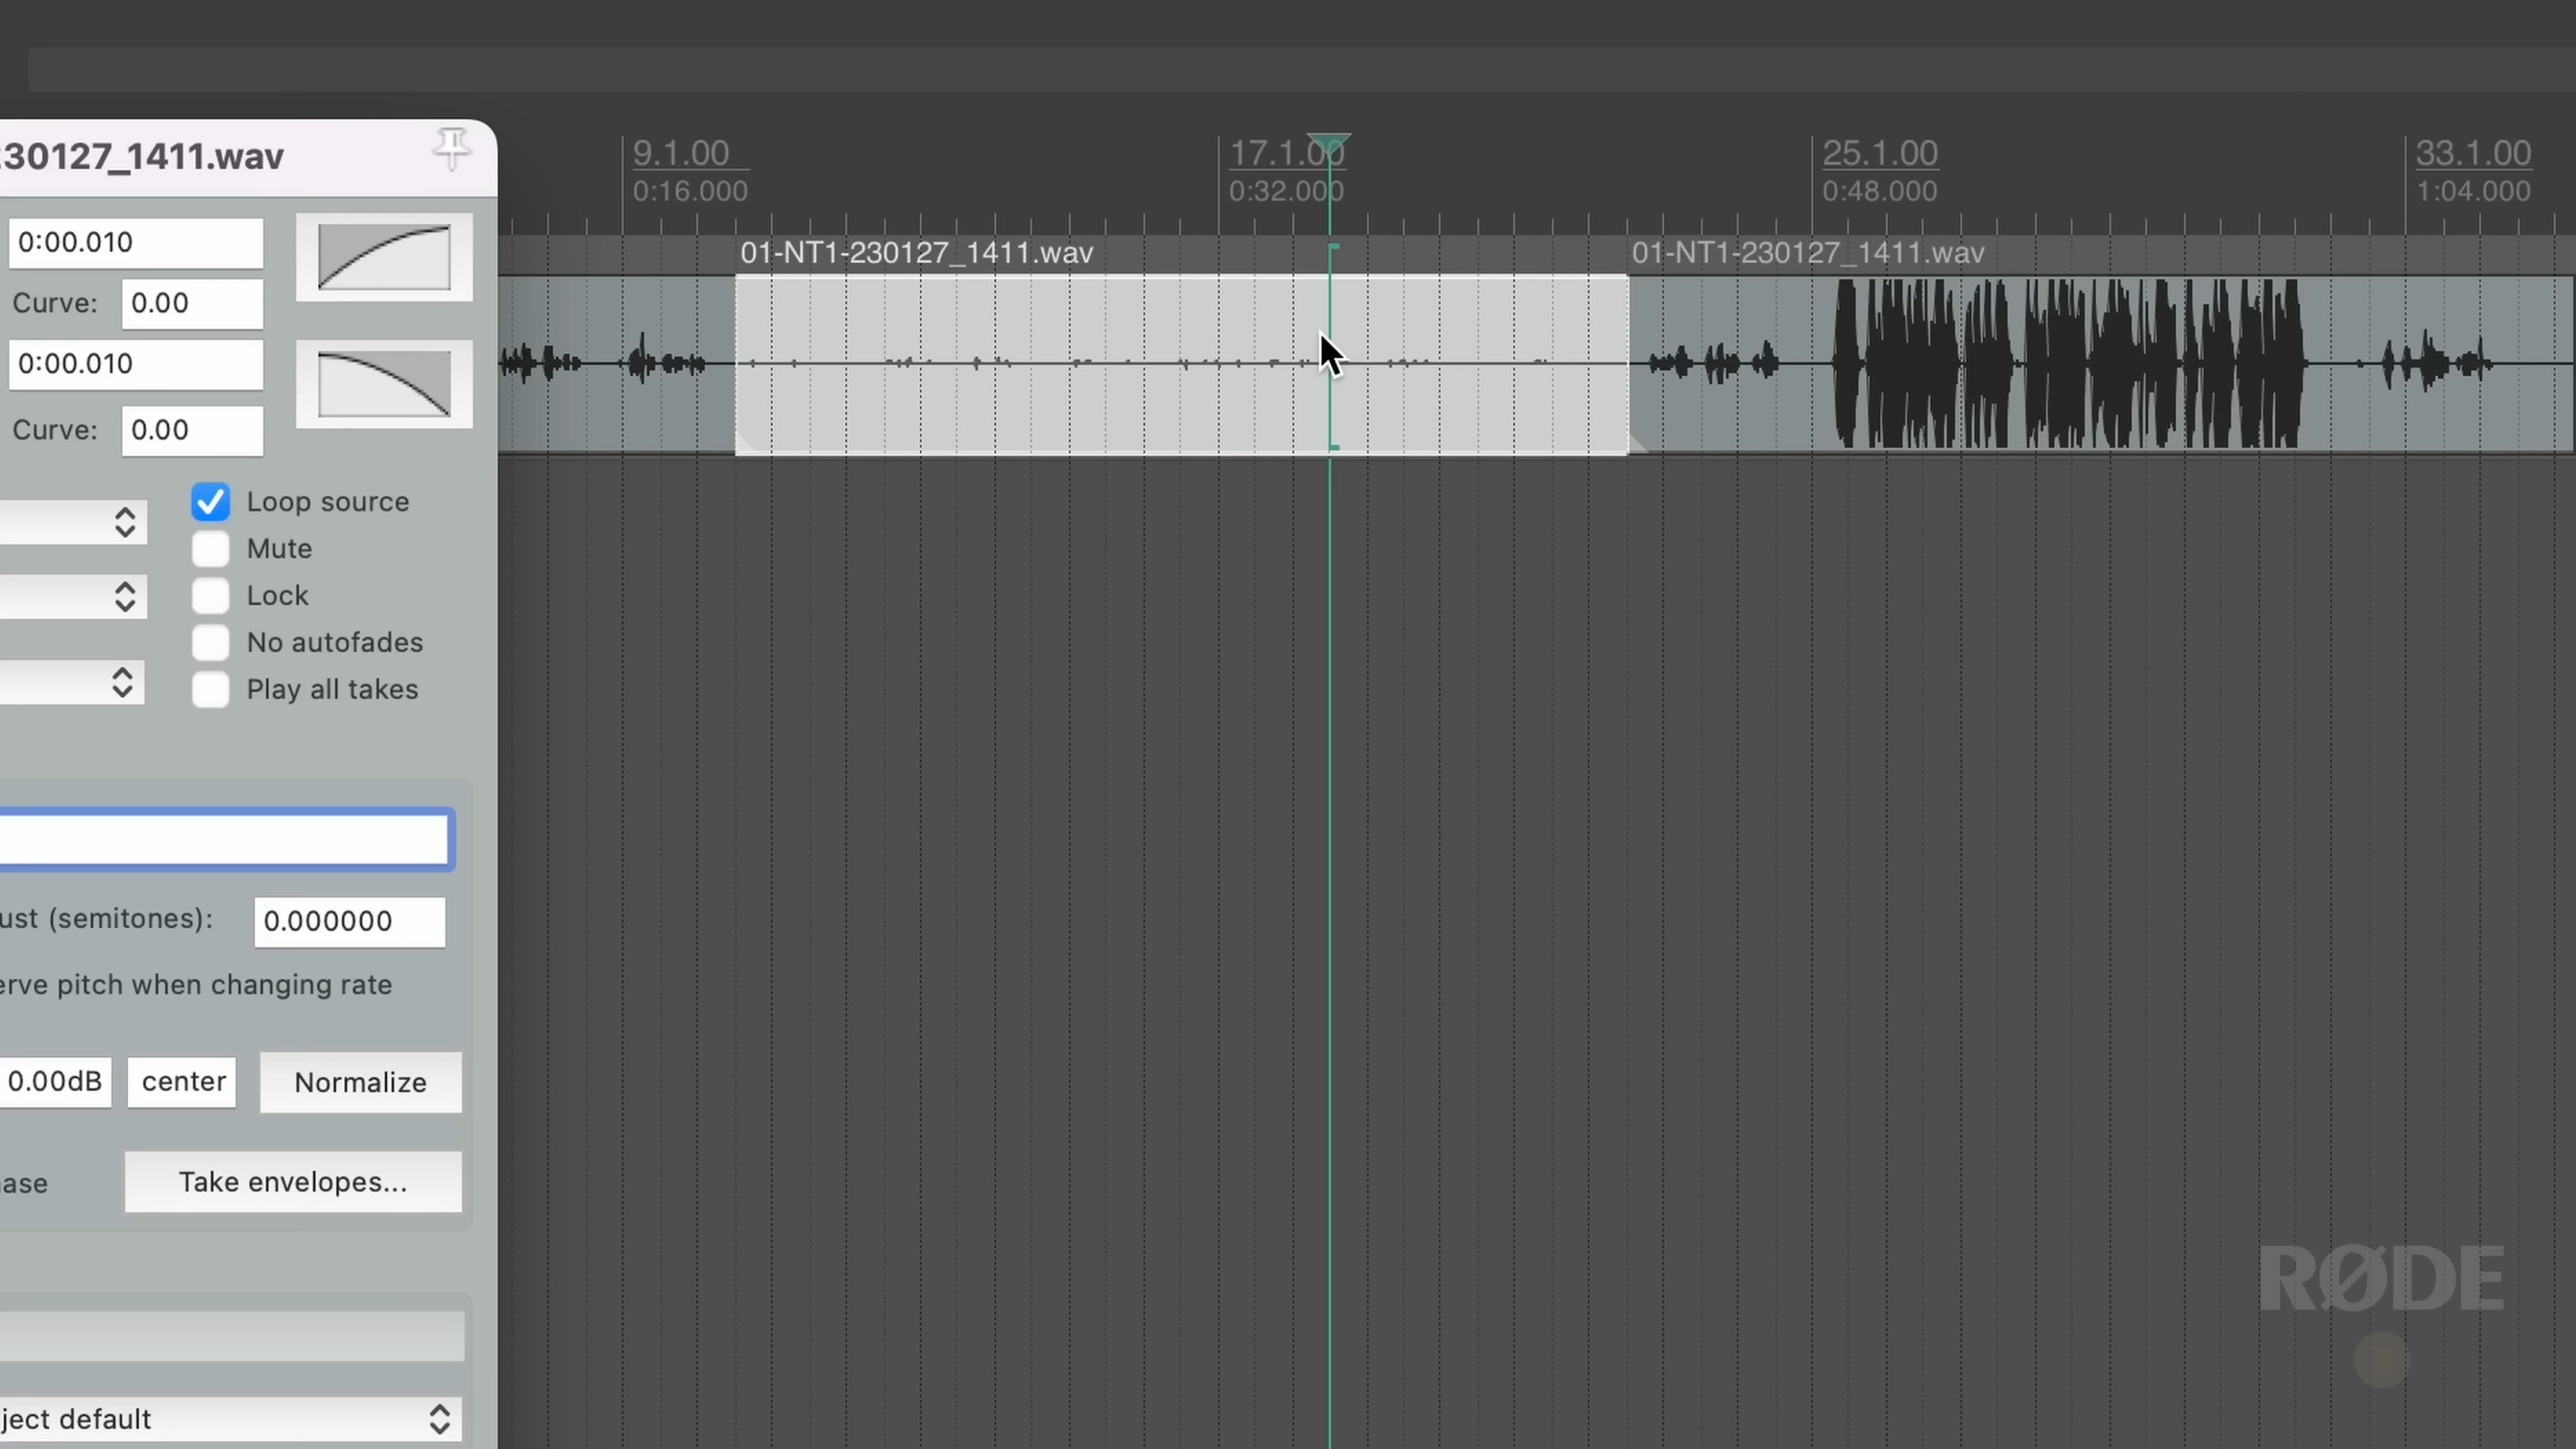 30127_1411.wav
0:00.010
Curve: 0.00
0:00.010
Curve: 0.00
Loop source
Mute
Lock
No autofades
Play all takes
ust (semitones): 0.000000
erve pitch when changing rate
0.00dB center Normalize
ase Take envelopes...
ject default
9.1.00 17.1.00 25.1.00 33.1.00
0:16.000 0:32.000 0:48.000 1:04.000
01-NT1-230127_1411.wav 01-NT1-230127_1411.wav
RØDE